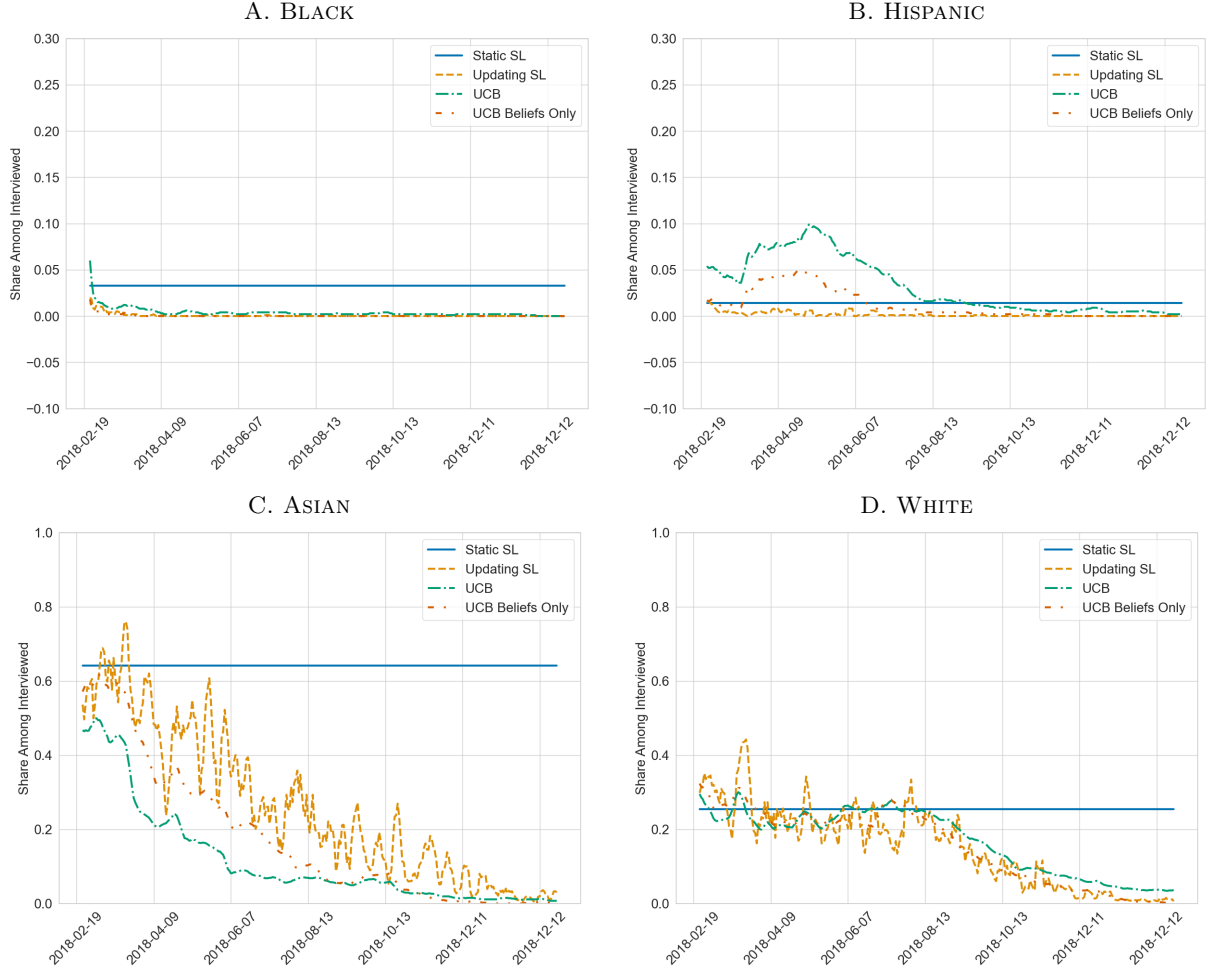 A. BLACK
Share Among Interviewed
0.30
0.25
0.20
0.15
0.10
0.05
0.00
−0.05
−0.10
Static SL
Updating SL
UCB
UCB Beliefs Only
2018-02-19
2018-04-09
2018-06-07
2018-08-13
2018-10-13
2018-12-11
2018-12-12
B. HISPANIC
Share Among Interviewed
0.30
0.25
0.20
0.15
0.10
0.05
0.00
−0.05
−0.10
Static SL
Updating SL
UCB
UCB Beliefs Only
2018-02-19
2018-04-09
2018-06-07
2018-08-13
2018-10-13
2018-12-11
2018-12-12
C. ASIAN
Share Among Interviewed
1.0
0.8
0.6
0.4
0.2
0.0
Static SL
Updating SL
UCB
UCB Beliefs Only
2018-02-19
2018-04-09
2018-06-07
2018-08-13
2018-10-13
2018-12-11
2018-12-12
D. WHITE
Share Among Interviewed
1.0
0.8
0.6
0.4
0.2
0.0
Static SL
Updating SL
UCB
UCB Beliefs Only
2018-02-19
2018-04-09
2018-06-07
2018-08-13
2018-10-13
2018-12-11
2018-12-12